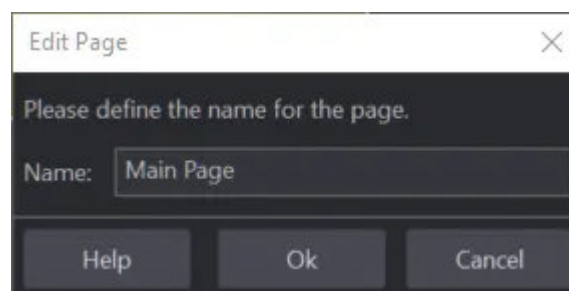 Edit Page
Please define the name for the page.
Name: Main Page
Help Ok Cancel